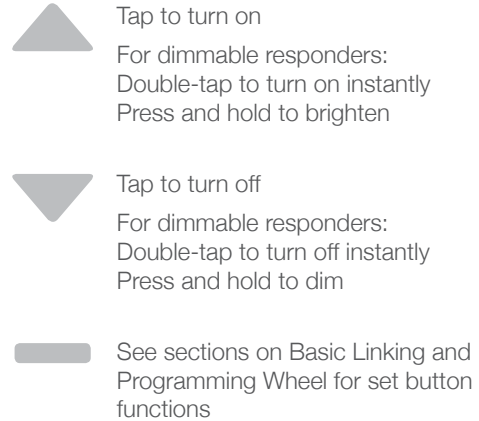 Tap to turn on
For dimmable responders:
Double-tap to turn on instantly
Press and hold to brighten
Tap to turn off
For dimmable responders:
Double-tap to turn off instantly
Press and hold to dim
See sections on Basic Linking and
Programming Wheel for set button
functions